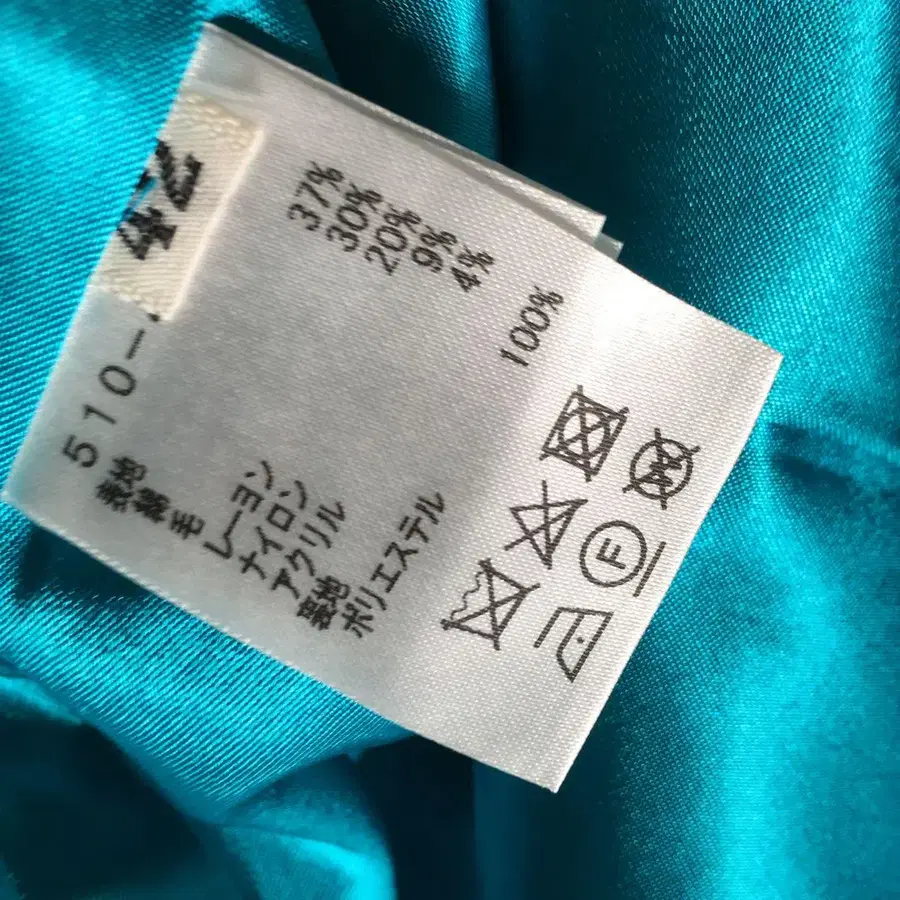 42
510-
表地
綿 37%
毛 30%
レーヨン 20%
ナイロン 9%
アクリル 4%
裏地
ポリエステル 100%
F
W